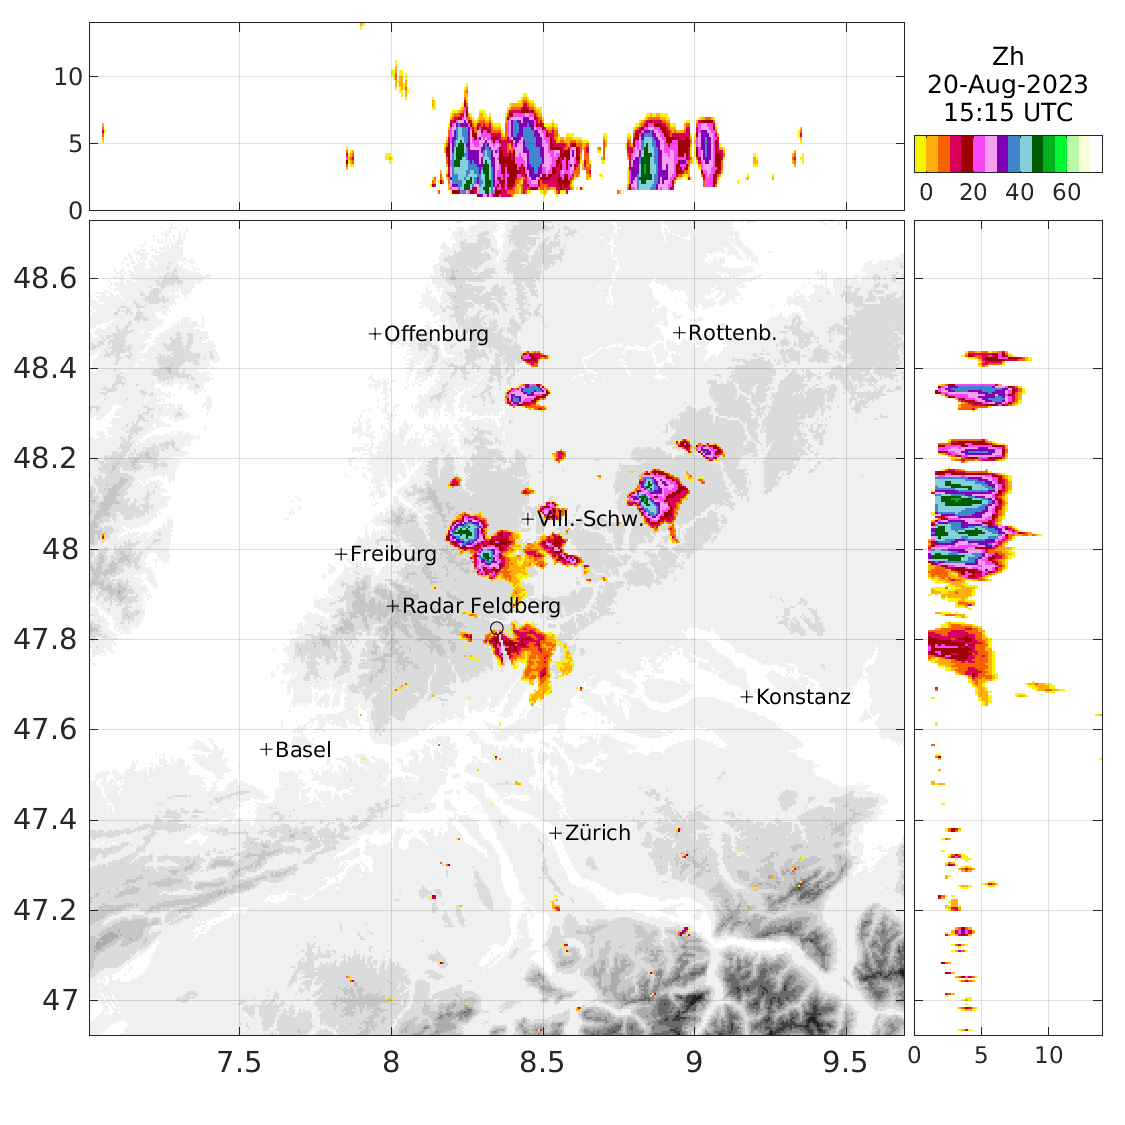 10
5
0
Zh
20-Aug-2023
15:15 UTC
0 20 40 60
48.6
48.4
48.2
48
47.8
47.6
47.4
47.2
47
+Offenburg
+Rottenb.
+Vill.-Schw.
+Freiburg
+Radar Feldberg
+Konstanz
+Basel
+Zürich
7.5 8 8.5 9 9.5
0 5 10